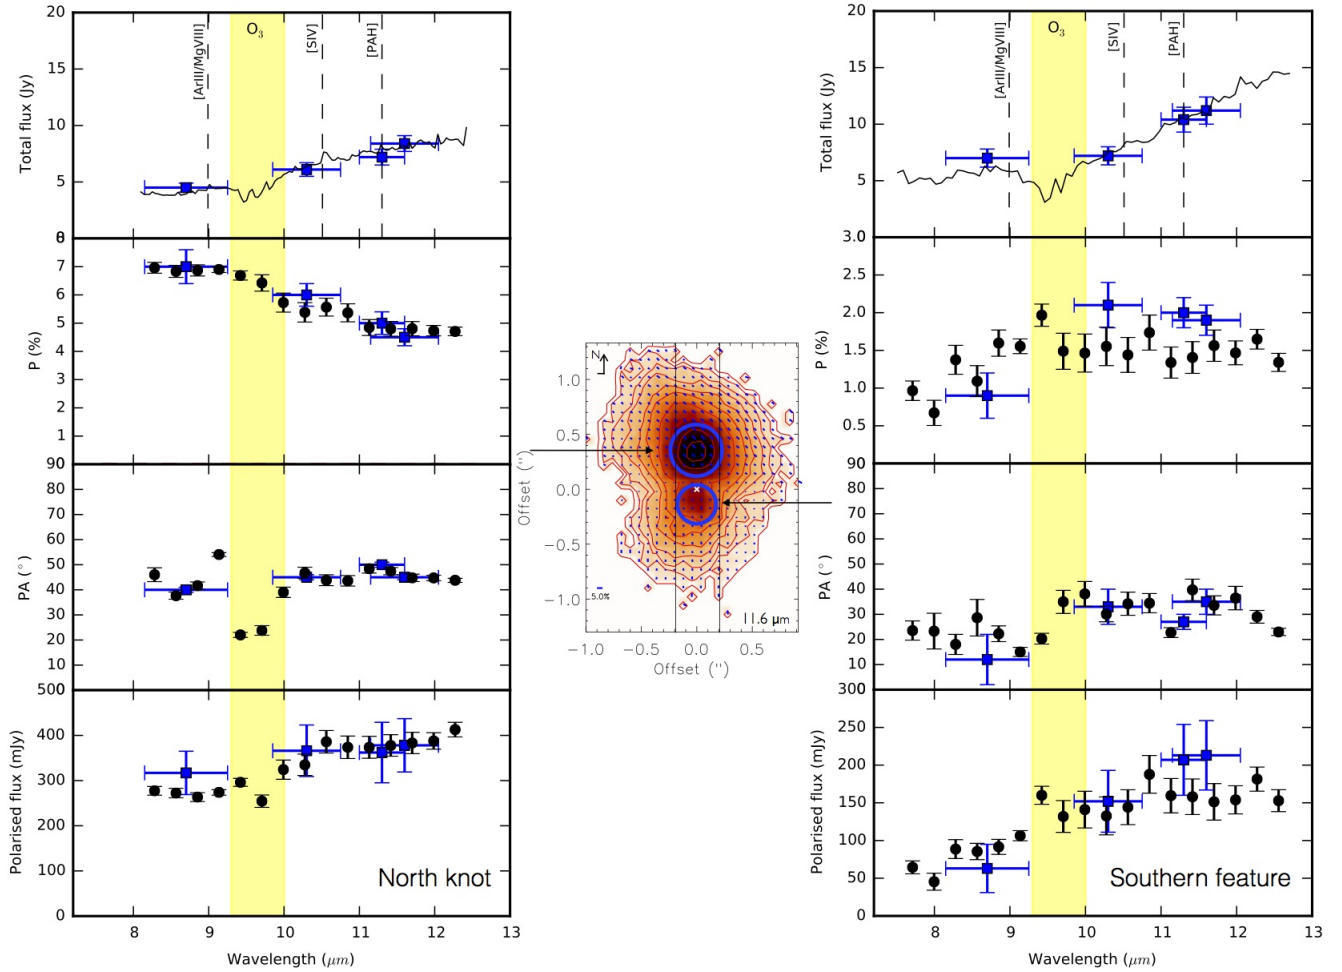 20
15
10
5
0
Total flux (Jy)
[ArIII/MgVIII]
O3
[SIV]
[PAH]
8
7
6
5
4
3
2
1
P (%)
90
80
70
60
50
40
30
20
10
PA (°)
500
400
300
200
100
0
Polarised flux (mJy)
North knot
8 9 10 11 12 13
Wavelength (μm)
N
1.0
0.5
0.0
−0.5
−1.0
Offset (")
5.0%
11.6 μm
−1.0 −0.5 0.0 0.5
Offset (")
20
15
10
5
0
Total flux (Jy)
[ArIII/MgVIII]
O3
[SIV]
[PAH]
3.0
2.5
2.0
1.5
1.0
0.5
P (%)
90
80
70
60
50
40
30
20
10
PA (°)
300
250
200
150
100
50
0
Polarised flux (mJy)
Southern feature
8 9 10 11 12 13
Wavelength (μm)